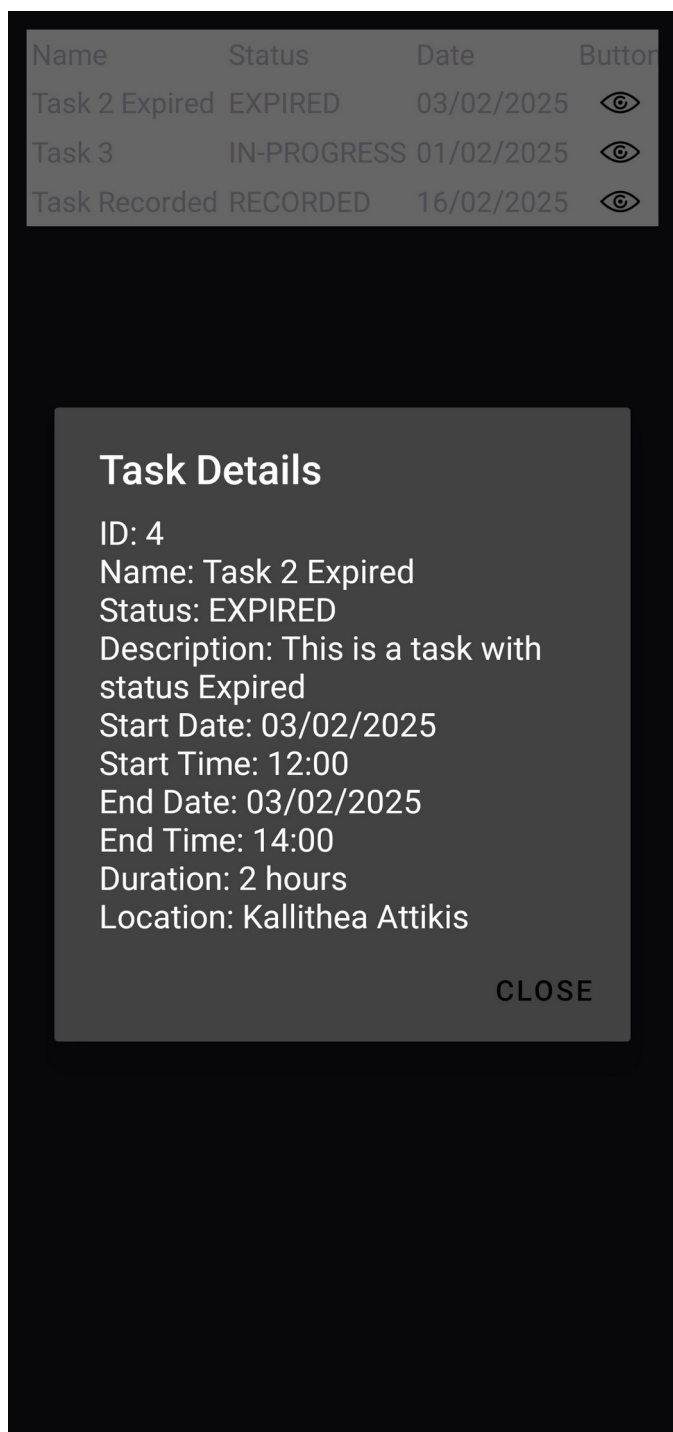 Name Status Date Button
Task 2 Expired EXPIRED 03/02/2025
Task 3 IN-PROGRESS 01/02/2025
Task Recorded RECORDED 16/02/2025
Task Details
ID: 4
Name: Task 2 Expired
Status: EXPIRED
Description: This is a task with
status Expired
Start Date: 03/02/2025
Start Time: 12:00
End Date: 03/02/2025
End Time: 14:00
Duration: 2 hours
Location: Kallithea Attikis
CLOSE